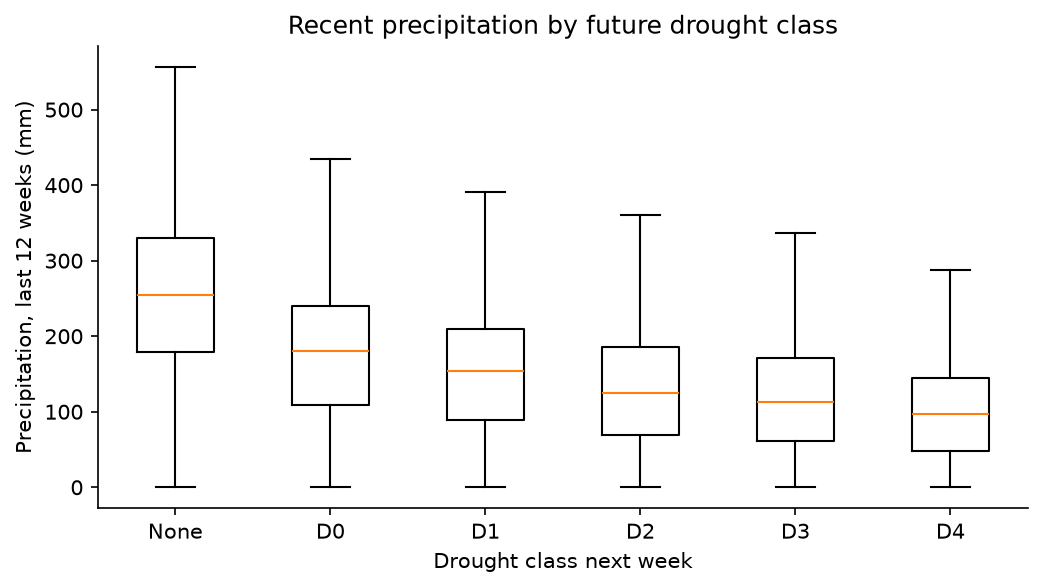 Recent precipitation by future drought class
Precipitation, last 12 weeks (mm)
500
400
300
200
100
0
None D0 D1 D2 D3 D4
Drought class next week